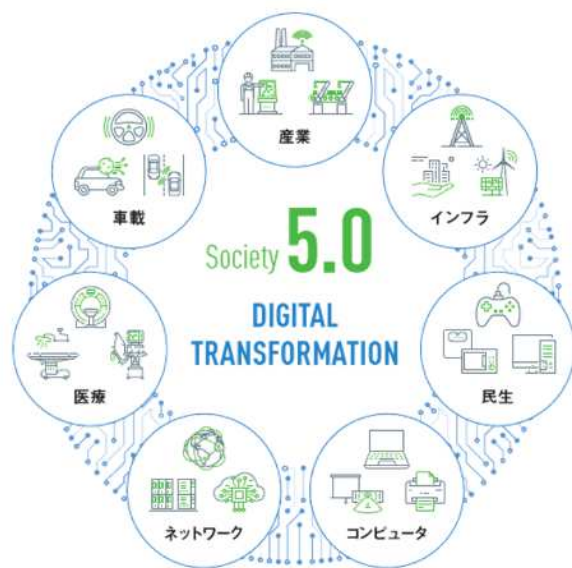 産業
車載
インフラ
Society 5.0
DIGITAL
TRANSFORMATION
医療
民生
ネットワーク
コンピュータ